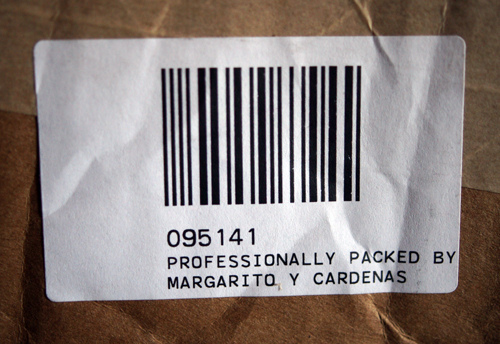 095141
PROFESSIONALLY PACKED BY
MARGARITO Y CARDENAS